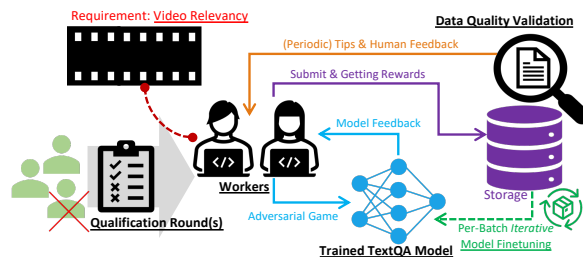 Requirement: Video Relevancy
Data Quality Validation
(Periodic) Tips & Human Feedback
Submit & Getting Rewards
Model Feedback
</> </>
Workers
Storage
Adversarial Game
Qualification Round(s)
Per-Batch Iterative
Model Finetuning
Trained TextQA Model